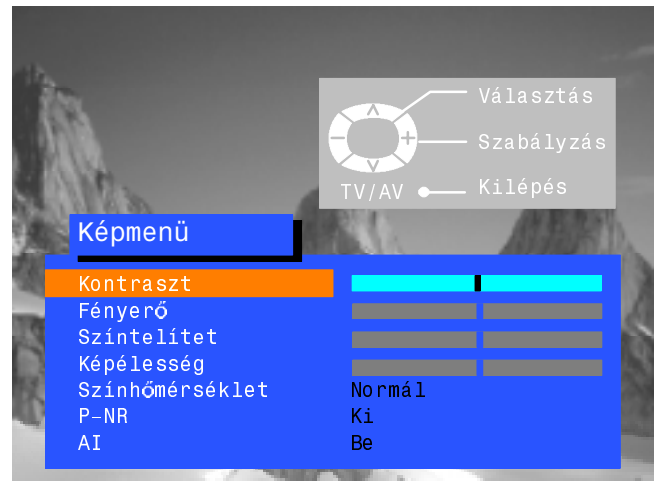 Választás
Szabályzás
TV/AV Kilépés
Képmenü
Kontraszt
Fényerő
Színtelítet
Képélesség
Színhőmérséklet Normál
P-NR Ki
AI Be